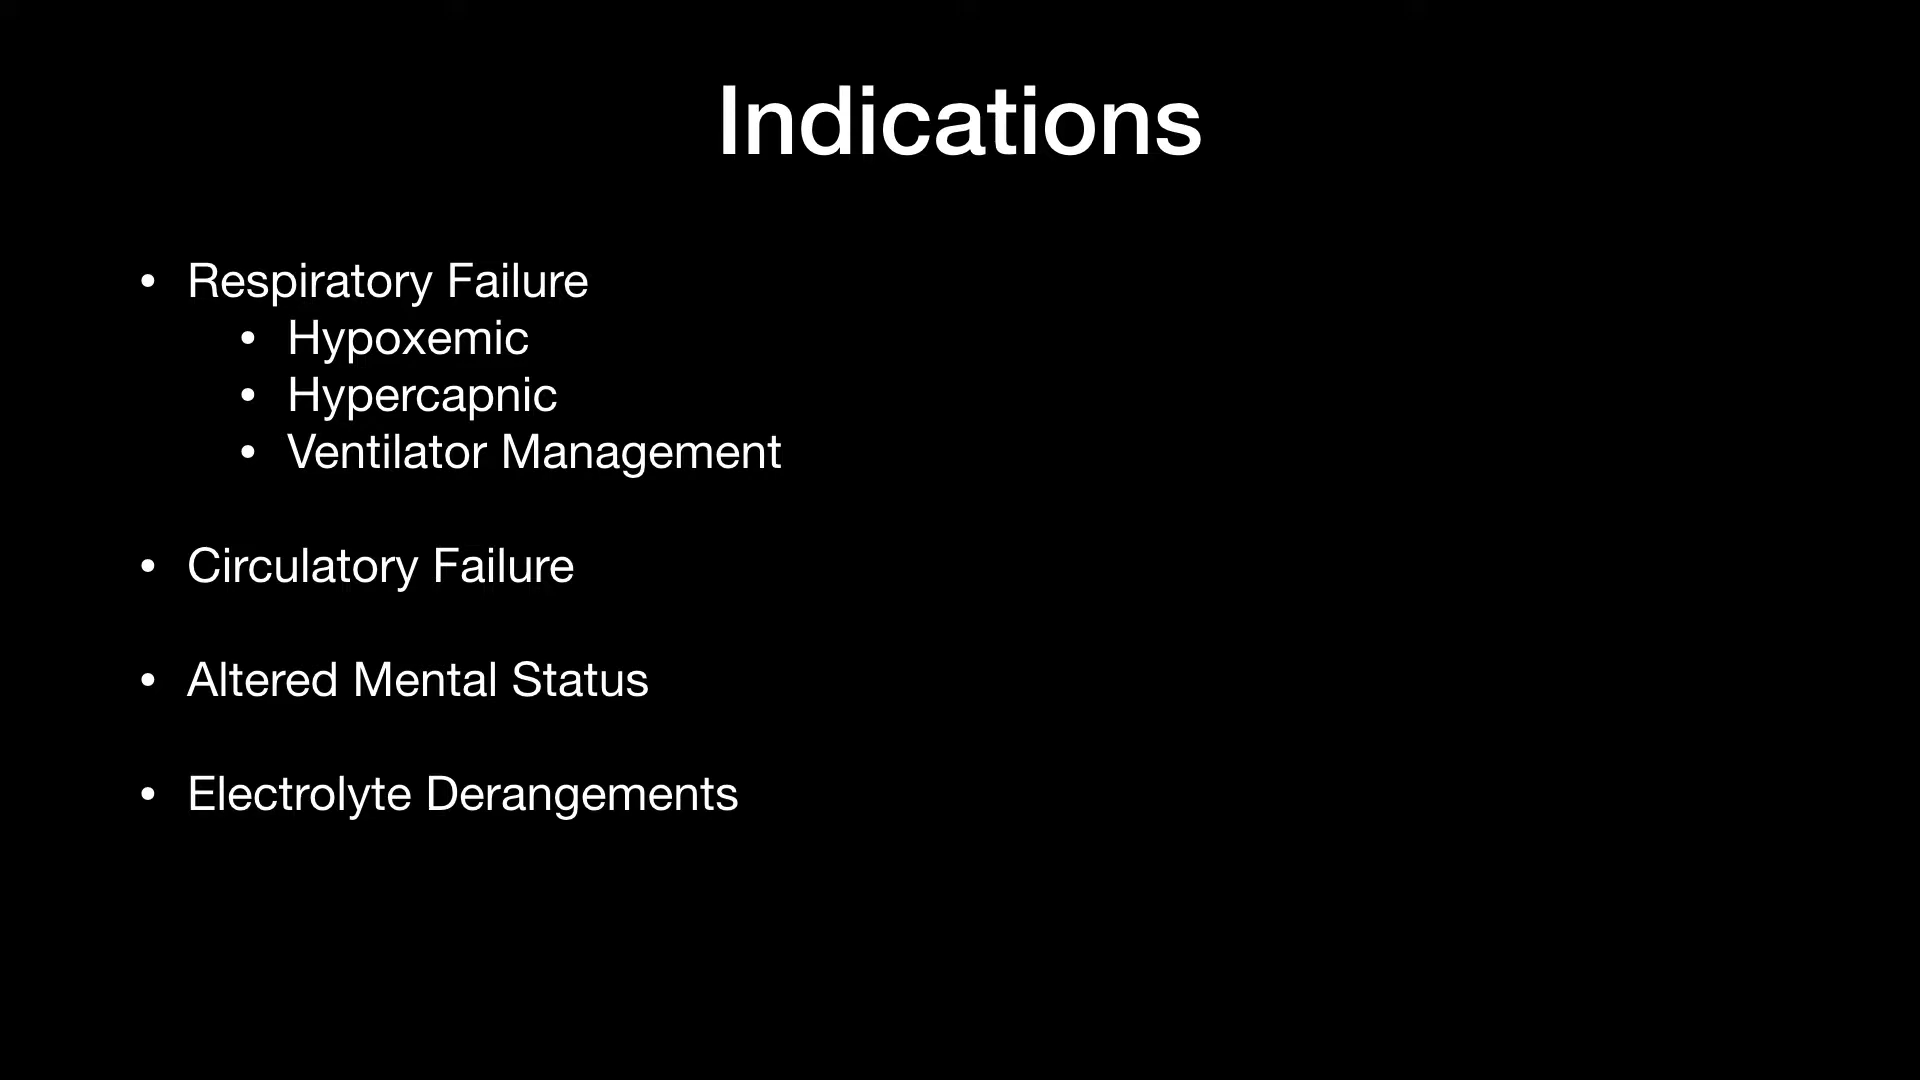 Indications
• Respiratory Failure
• Hypoxemic
• Hypercapnic
• Ventilator Management
• Circulatory Failure
• Altered Mental Status
• Electrolyte Derangements